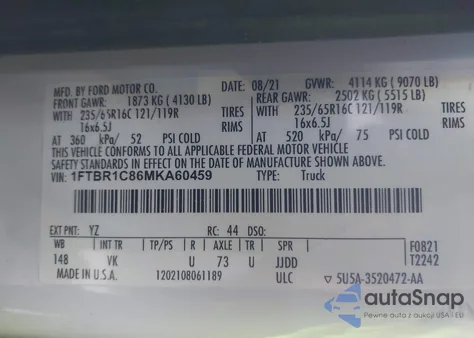 MFD. BY FORD MOTOR CO. DATE: 08/21 GVWR: 4114 KG ( 9070 LB)
FRONT GAWR: 1873 KG ( 4130 LB) REAR GAWR: 2502 KG ( 5515 LB)
WITH 235/65R16C 121/119R TIRES WITH 235/65R16C 121/119R TIRES
16x6.5J RIMS 16x6.5J RIMS
AT 360 kPa/ 52 PSI COLD AT 520 kPa/ 75 PSI COLD
THIS VEHICLE CONFORMS TO ALL APPLICABLE FEDERAL MOTOR VEHICLE
SAFETY STANDARDS IN EFFECT ON THE DATE OF MANUFACTURE SHOWN ABOVE.
VIN: 1FTBR1C86MKA60459 TYPE: Truck
EXT PNT: YZ RC: 44 DSO:
WB INT TR TP/PS R AXLE TR SPR F0821
148 VK U 73 U JJDD T2242
MADE IN U.S.A. 1202108061189 ULC ▽ 5U5A-3520472-AA
autoSnap
Pewne auta z USA i EU